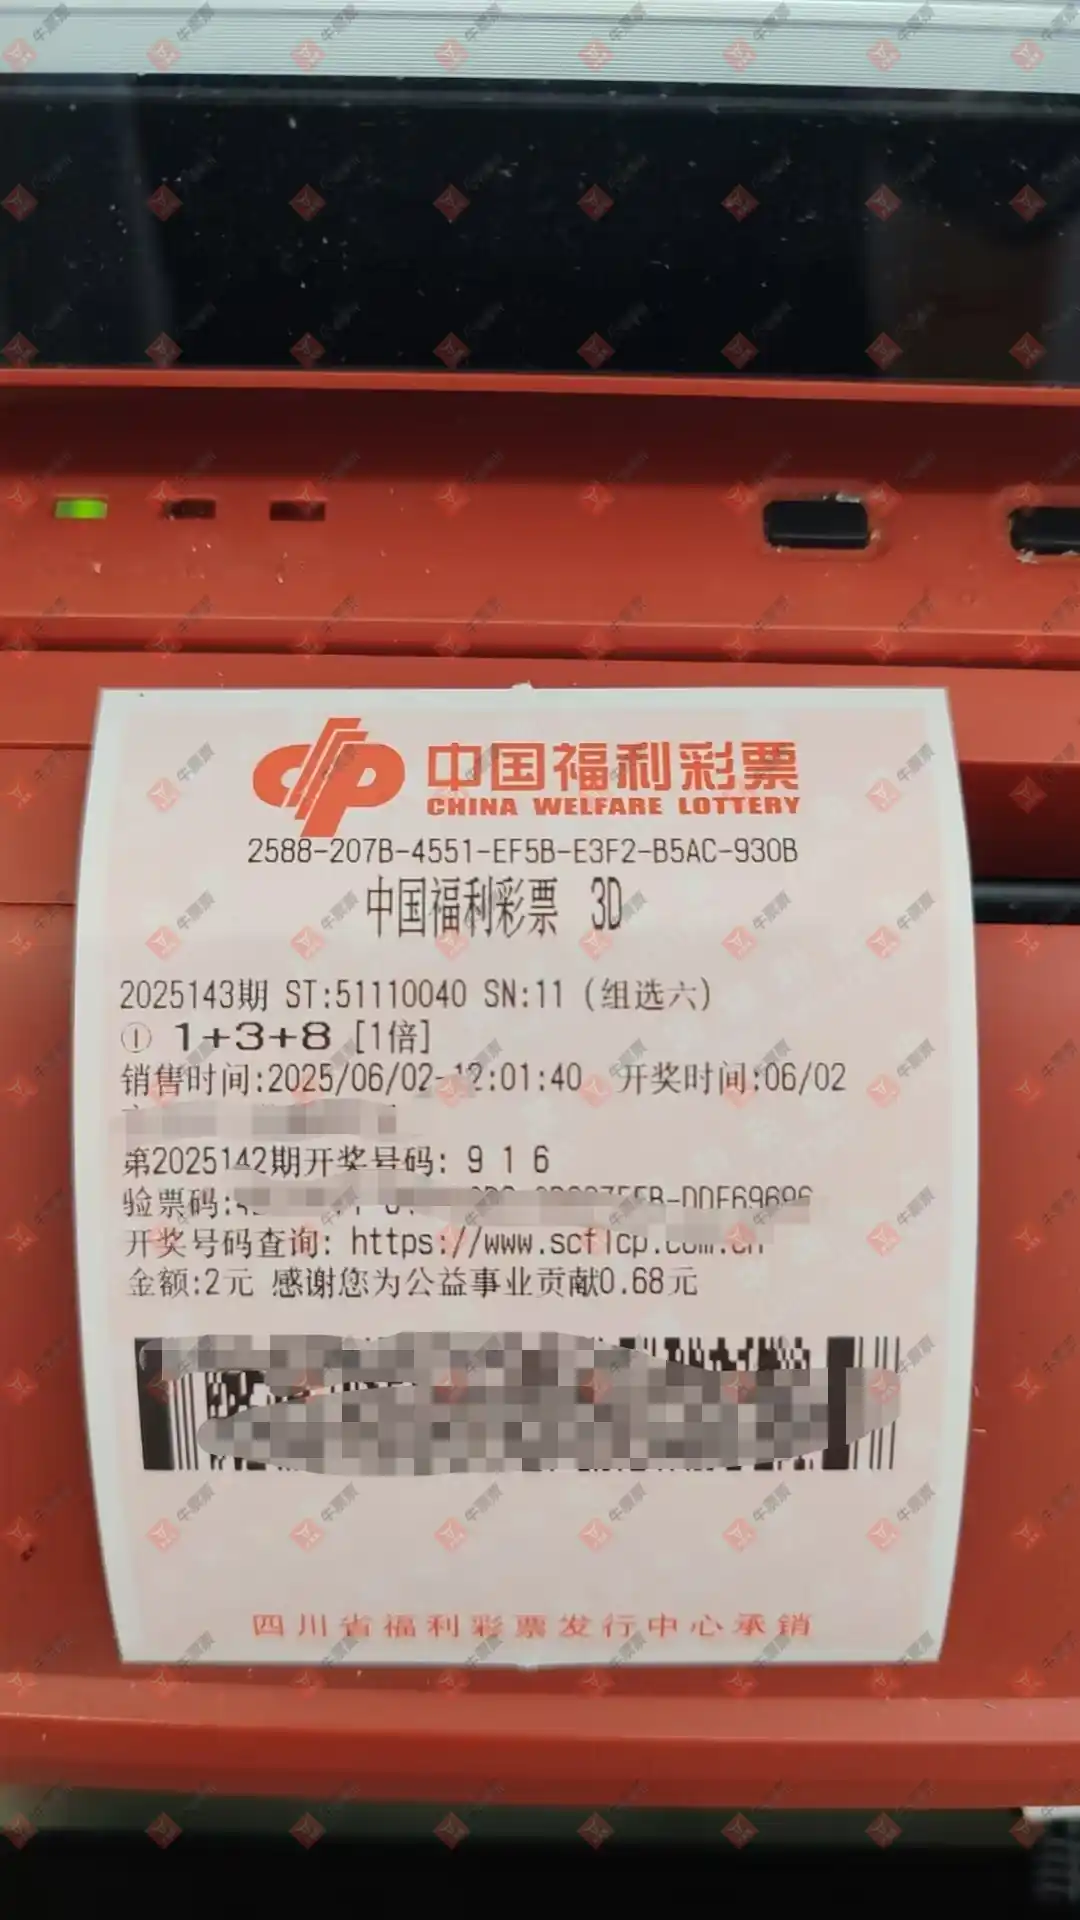 中国福利彩票
CHINA WELFARE LOTTERY
2588-207B-4551-EF5B-E3F2-B5AC-930B
中国福利彩票 3D
2025143期 ST:51110040 SN:11 (组选六)
① 1+3+8 [1倍]
销售时间:2025/06/02-12:01:40 开奖时间:06/02
第2025142期开奖号码: 9 1 6
验票码:
开奖号码查询: https://www.scflcp.com.cn
金额:2元 感谢您为公益事业贡献0.68元
四川省福利彩票发行中心承销
牛票票